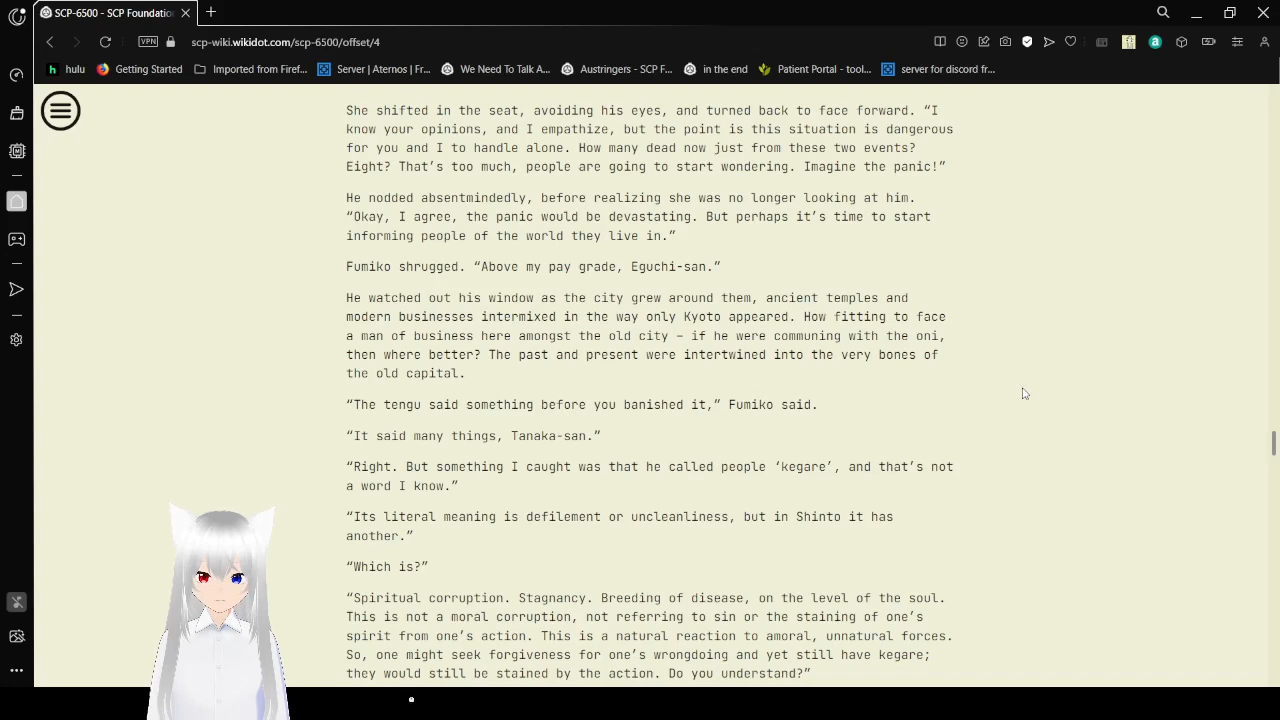 SCP-6500 - SCP Foundatio
scp-wiki.wikidot.com/scp-6500/offset/4
VPN
hulu
Getting Started
Imported from Firef...
Server | Aternos | Fr...
We Need To Talk A...
Austringers - SCP F...
in the end
Patient Portal - tool...
server for discord fr...
She shifted in the seat, avoiding his eyes, and turned back to face forward. “I
know your opinions, and I empathize, but the point is this situation is dangerous
for you and I to handle alone. How many dead now just from these two events?
Eight? That’s too much, people are going to start wondering. Imagine the panic!”
He nodded absentmindedly, before realizing she was no longer looking at him.
“Okay, I agree, the panic would be devastating. But perhaps it’s time to start
informing people of the world they live in.”
Fumiko shrugged. “Above my pay grade, Eguchi-san.”
He watched out his window as the city grew around them, ancient temples and
modern businesses intermixed in the way only Kyoto appeared. How fitting to face
a man of business here amongst the old city – if he were communing with the oni,
then where better? The past and present were intertwined into the very bones of
the old capital.
“The tengu said something before you banished it,” Fumiko said.
“It said many things, Tanaka-san.”
“Right. But something I caught was that he called people ‘kegare’, and that’s not
a word I know.”
“Its literal meaning is defilement or uncleanliness, but in Shinto it has
another.”
“Which is?”
“Spiritual corruption. Stagnancy. Breeding of disease, on the level of the soul.
This is not a moral corruption, not referring to sin or the staining of one’s
spirit from one’s action. This is a natural reaction to amoral, unnatural forces.
So, one might seek forgiveness for one’s wrongdoing and yet still have kegare;
they would still be stained by the action. Do you understand?”